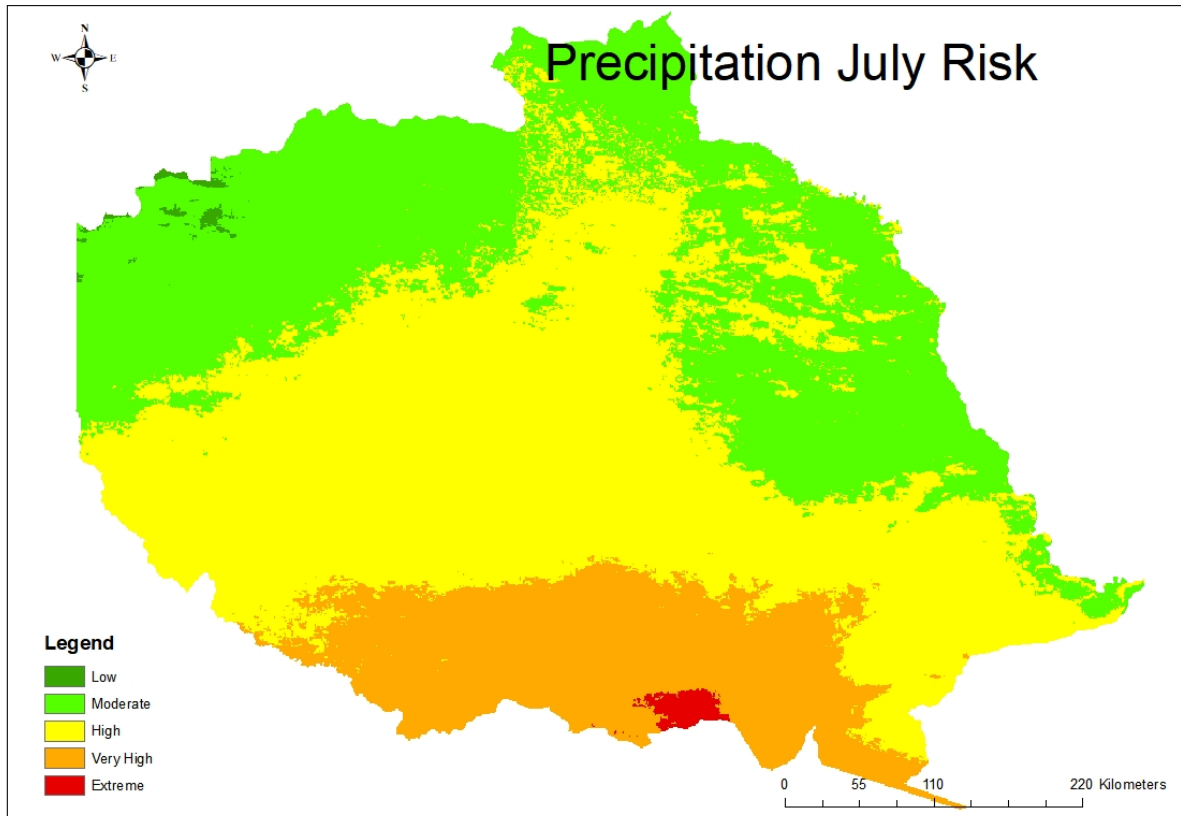 N
W E
S
Precipitation July Risk
Legend
Low
Moderate
High
Very High
Extreme
0 55 110 220 Kilometers